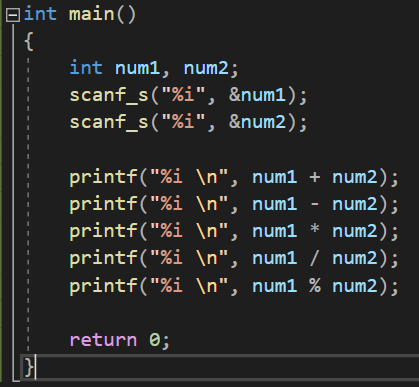 int main()
{
int num1, num2;
scanf_s("%i", &num1);
scanf_s("%i", &num2);
printf("%i \n", num1 + num2);
printf("%i \n", num1 - num2);
printf("%i \n", num1 * num2);
printf("%i \n", num1 / num2);
printf("%i \n", num1 % num2);
return 0;
}